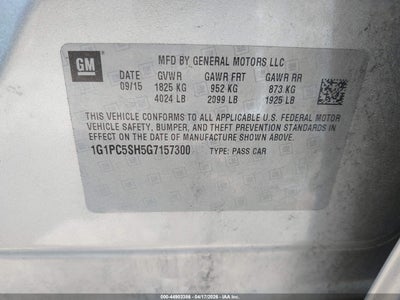 GM
MFD BY GENERAL MOTORS LLC
DATE GVWR GAWR FRT GAWR RR
09/15 1825 KG 952 KG 873 KG
4024 LB 2099 LB 1925 LB
THIS VEHICLE CONFORMS TO ALL APPLICABLE U.S. FEDERAL MOTOR
VEHICLE SAFETY, BUMPER, AND THEFT PREVENTION STANDARDS IN
EFFECT ON THE DATE OF MANUFACTURE SHOWN ABOVE.
1G1PC5SH5G7157300 TYPE: PASS CAR
000-44903386 - 04/17/2026 - IAA Inc.